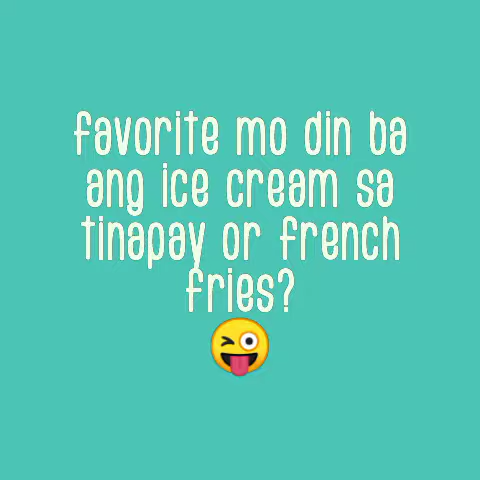 favorite mo din ba
ang ice cream sa
tinapay or french
fries?
😜